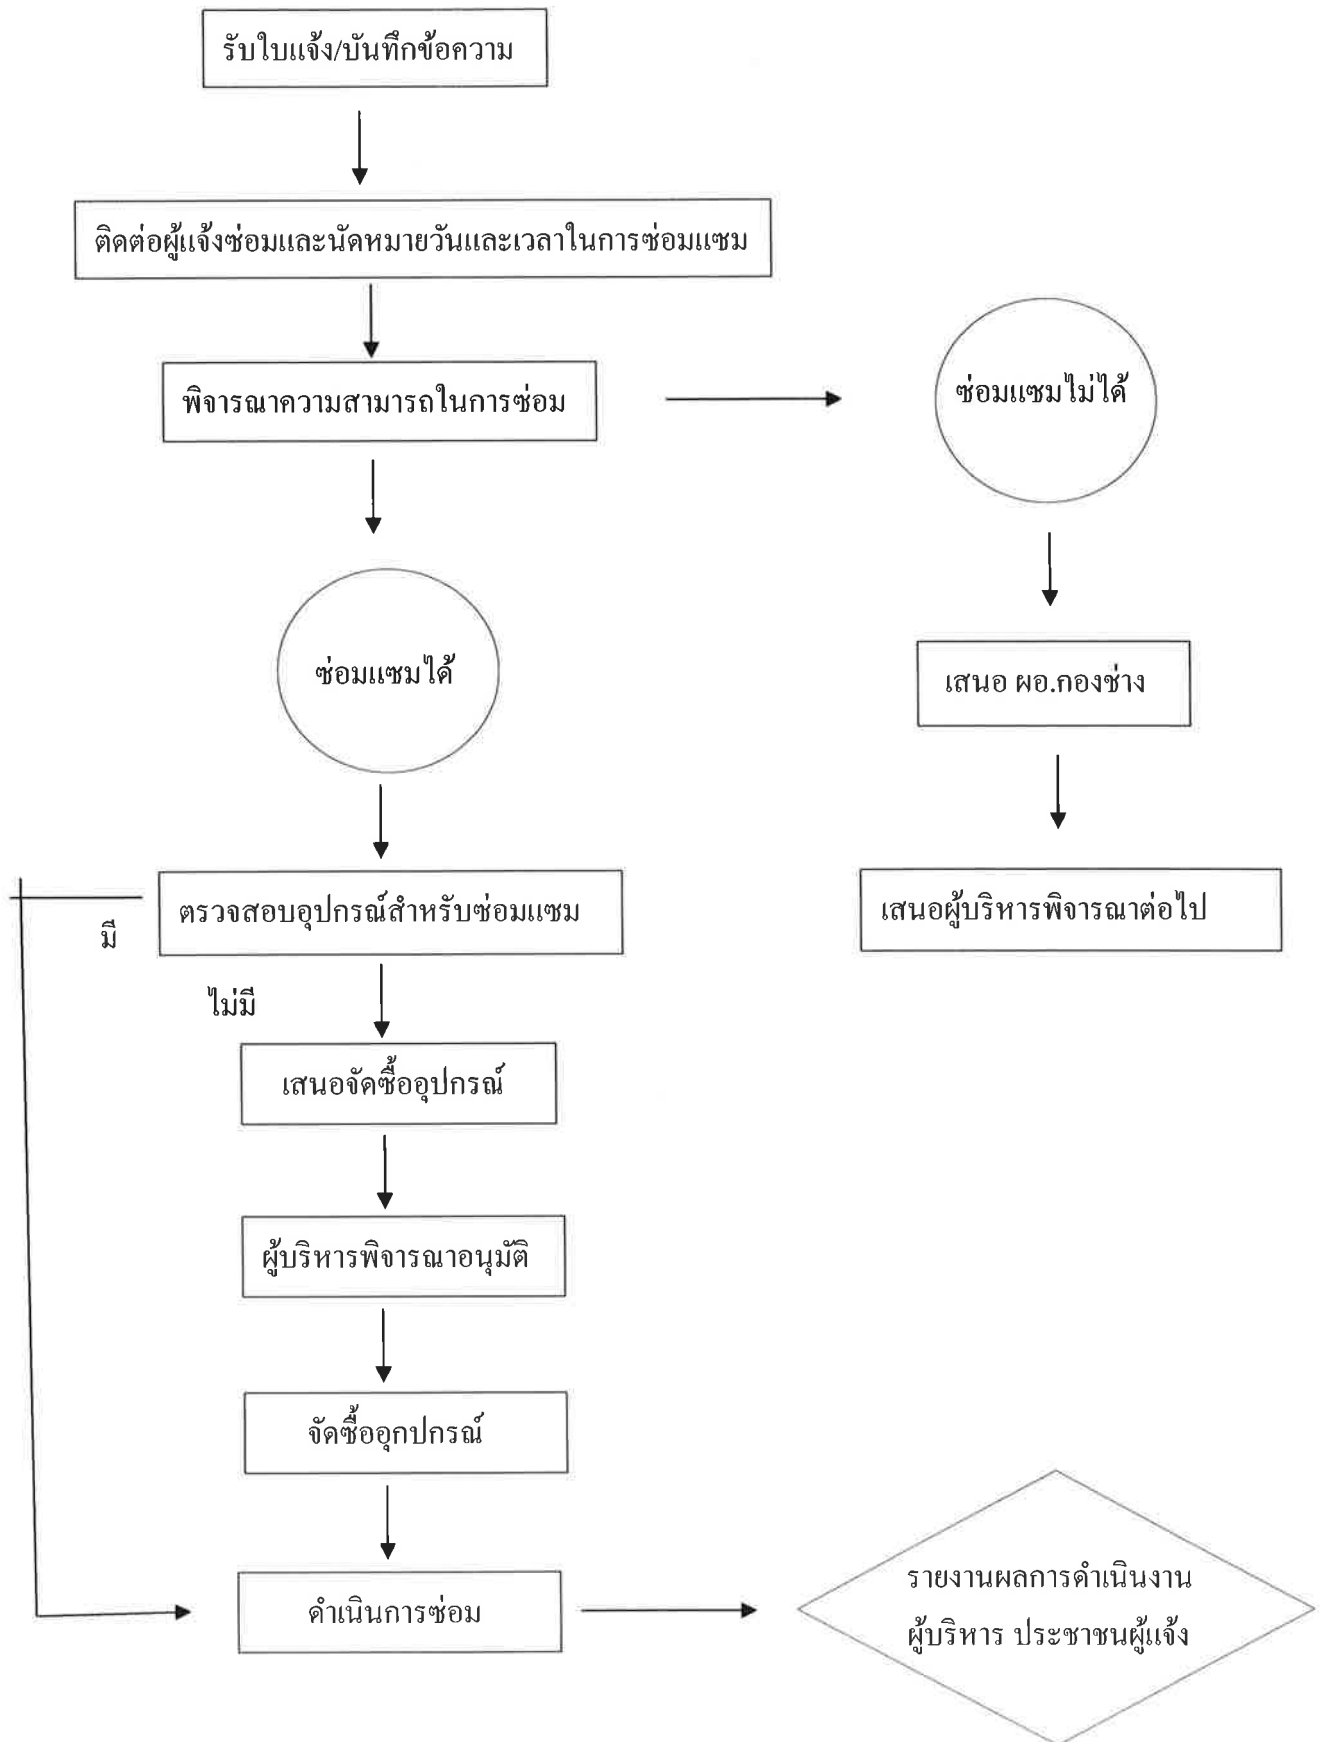 รับใบแจ้ง/บันทึกข้อความ
ติดต่อผู้แจ้งซ่อมและนัดหมายวันและเวลาในการซ่อมแซม
พิจารณาความสามารถในการซ่อม
ซ่อมแซมไม่ได้
ซ่อมแซมได้
เสนอ ผอ.กองช่าง
ตรวจสอบอุปกรณ์สำหรับซ่อมแซม
เสนอผู้บริหารพิจารณาต่อไป
มี
ไม่มี
เสนอจัดซื้ออุปกรณ์
ผู้บริหารพิจารณาอนุมัติ
จัดซื้ออุกปกรณ์
ดำเนินการซ่อม
รายงานผลการดำเนินงาน
ผู้บริหาร ประชาชนผู้แจ้ง